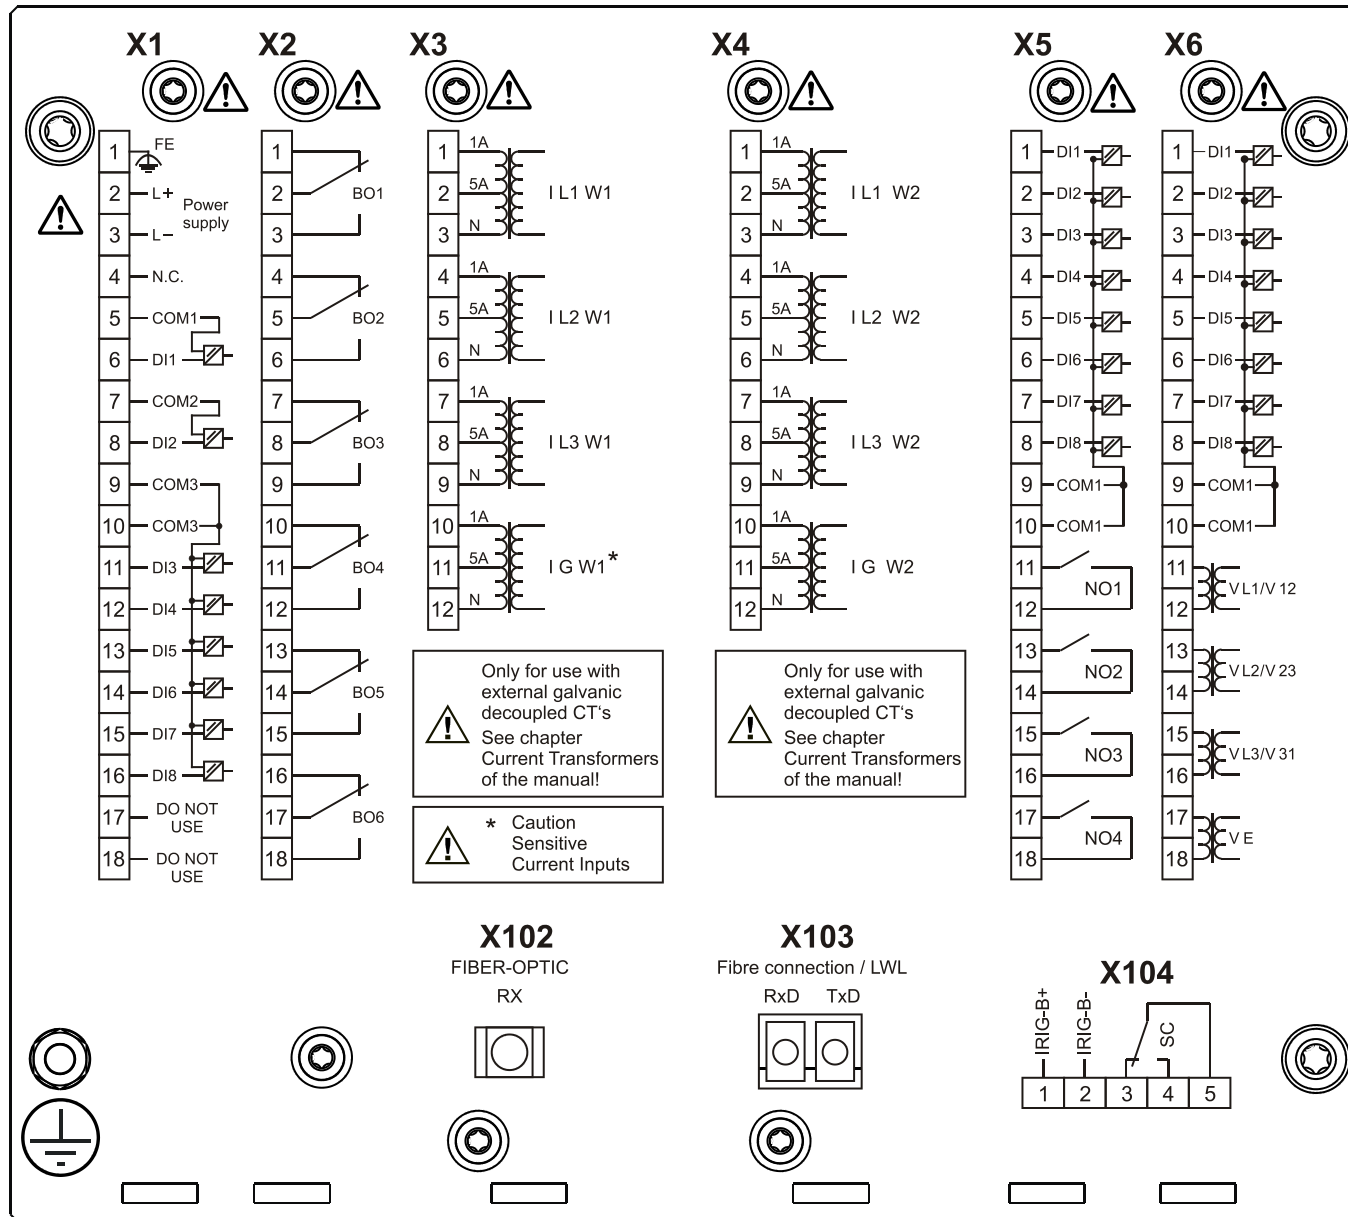 X1
X2
X3
X4
X5
X6
1 FE
2 L+
Power
supply
3 L−
4 N.C.
5 COM1
6 DI1
7 COM2
8 DI2
9 COM3
10 COM3
11 DI3
12 DI4
13 DI5
14 DI6
15 DI7
16 DI8
17 DO NOT
USE
18 DO NOT
USE
1
2 BO1
3
4
5 BO2
6
7
8 BO3
9
10
11 BO4
12
13
14 BO5
15
16
17 BO6
18
1 1A
2 5A I L1 W1
3 N
4 1A
5 5A I L2 W1
6 N
7 1A
8 5A I L3 W1
9 N
10 1A
11 5A I G W1*
12 N
Only for use with
external galvanic
decoupled CT‘s
See chapter
Current Transformers
of the manual!
* Caution
Sensitive
Current Inputs
1 1A
2 5A I L1 W2
3 N
4 1A
5 5A I L2 W2
6 N
7 1A
8 5A I L3 W2
9 N
10 1A
11 5A I G W2
12 N
Only for use with
external galvanic
decoupled CT‘s
See chapter
Current Transformers
of the manual!
1 DI1
2 DI2
3 DI3
4 DI4
5 DI5
6 DI6
7 DI7
8 DI8
9 COM1
10 COM1
11
NO1
12
13
NO2
14
15
NO3
16
17
NO4
18
1 DI1
2 DI2
3 DI3
4 DI4
5 DI5
6 DI6
7 DI7
8 DI8
9 COM1
10 COM1
11
V L1/V 12
12
13
V L2/V 23
14
15
V L3/V 31
16
17
V E
18
X102
FIBER-OPTIC
RX
X103
Fibre connection / LWL
RxD TxD
X104
IRIG-B+
IRIG-B-
SC
1 2 3 4 5